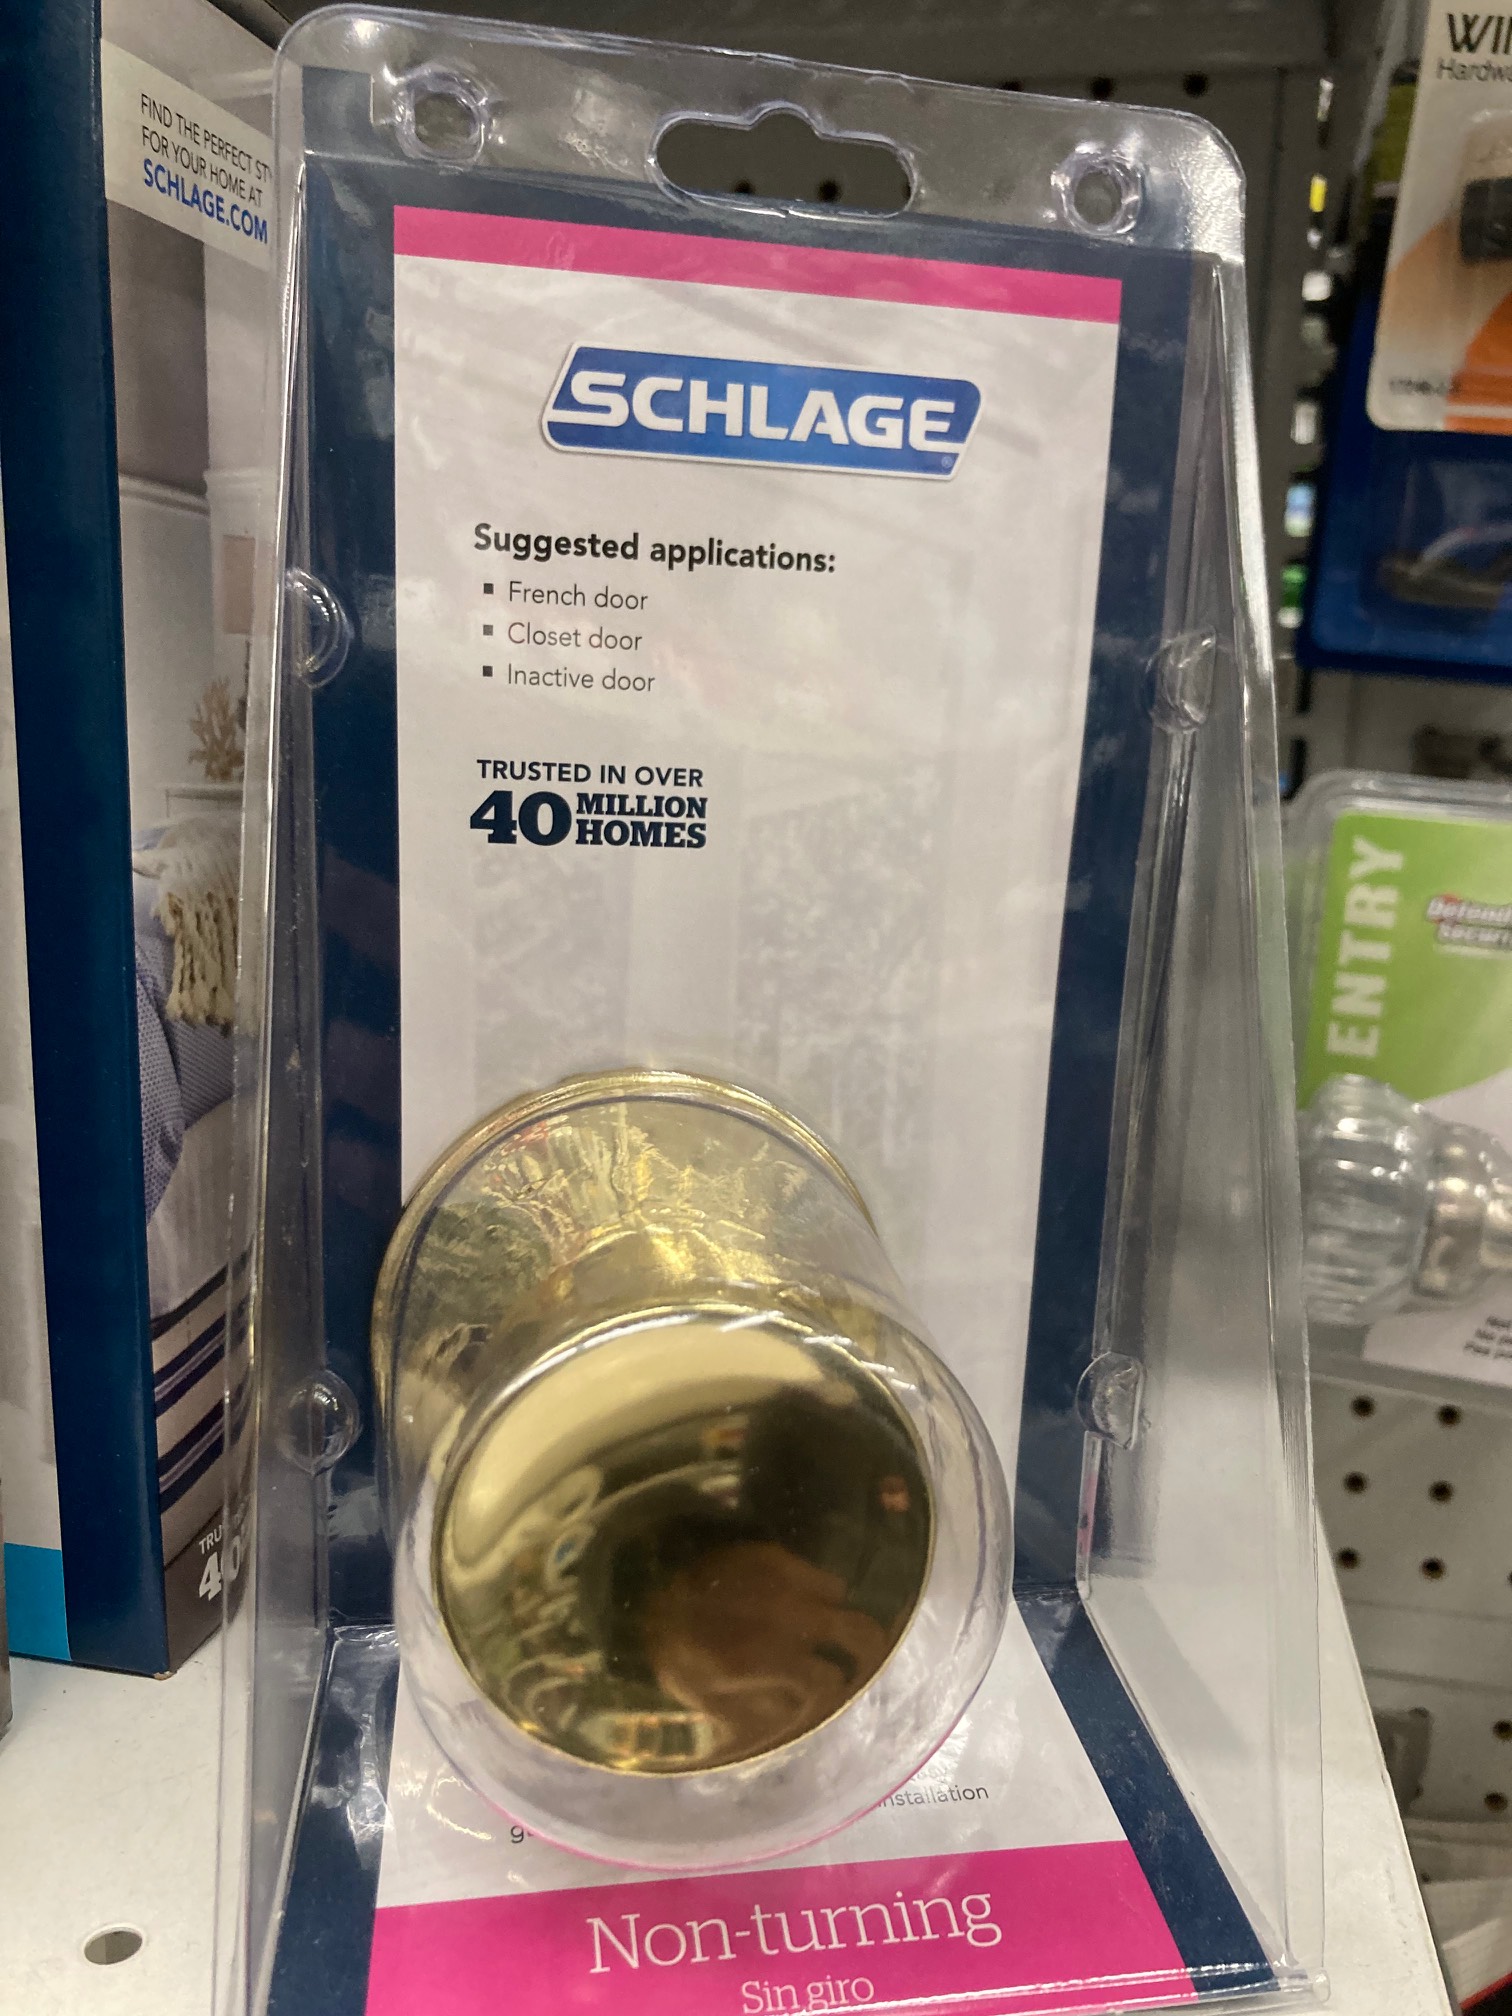 FIND THE PERFECT
FOR YOUR HOME AT
SCHLAGE.COM
SCHLAGE
Suggested applications:
▪ French door
▪ Closet door
▪ Inactive door
TRUSTED IN OVER
40 MILLION
HOMES
installation
Non-turning
Sin giro
ENTRY